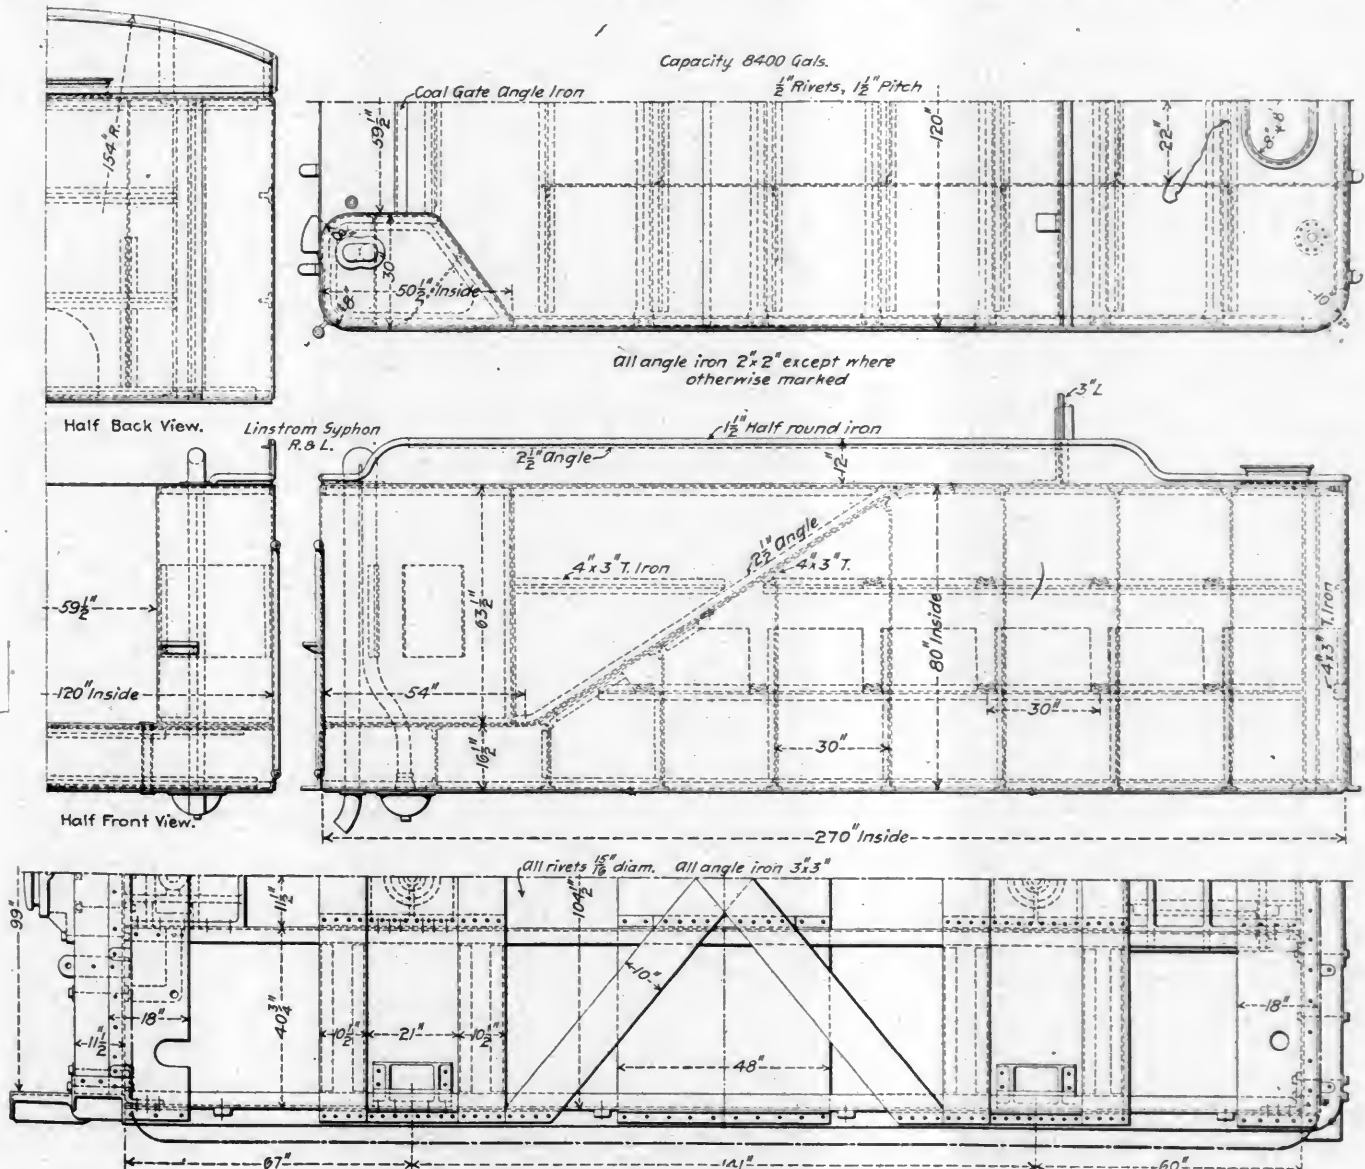 Capacity 8400 Gals.
1/2" Rivets, 1 1/2" Pitch
Coal Gate Angle Iron
154" R.
59 1/2"
120"
22"
8" x 8"
30"
50 1/2" Inside
18"
10"
All angle iron 2" x 2" except where
otherwise marked
Half Back View.
Linstrom Syphon
R. & L.
1 1/2" Half round iron
2 1/2" Angle
12"
3" L
2 1/2" Angle
4" x 3" T. Iron
4" x 3" T.
59 1/2"
63 1/2"
80" Inside
4" x 3" T. Iron
120" Inside
54"
30"
30"
16 1/2"
Half Front View.
270" Inside
All rivets 15/16" diam. All angle iron 3" x 3"
99"
11 1/2"
104 1/2"
10"
18"
40 3/4"
10 1/2"
21"
10 1/2"
18"
11 1/2"
48"
67"
141"
60"